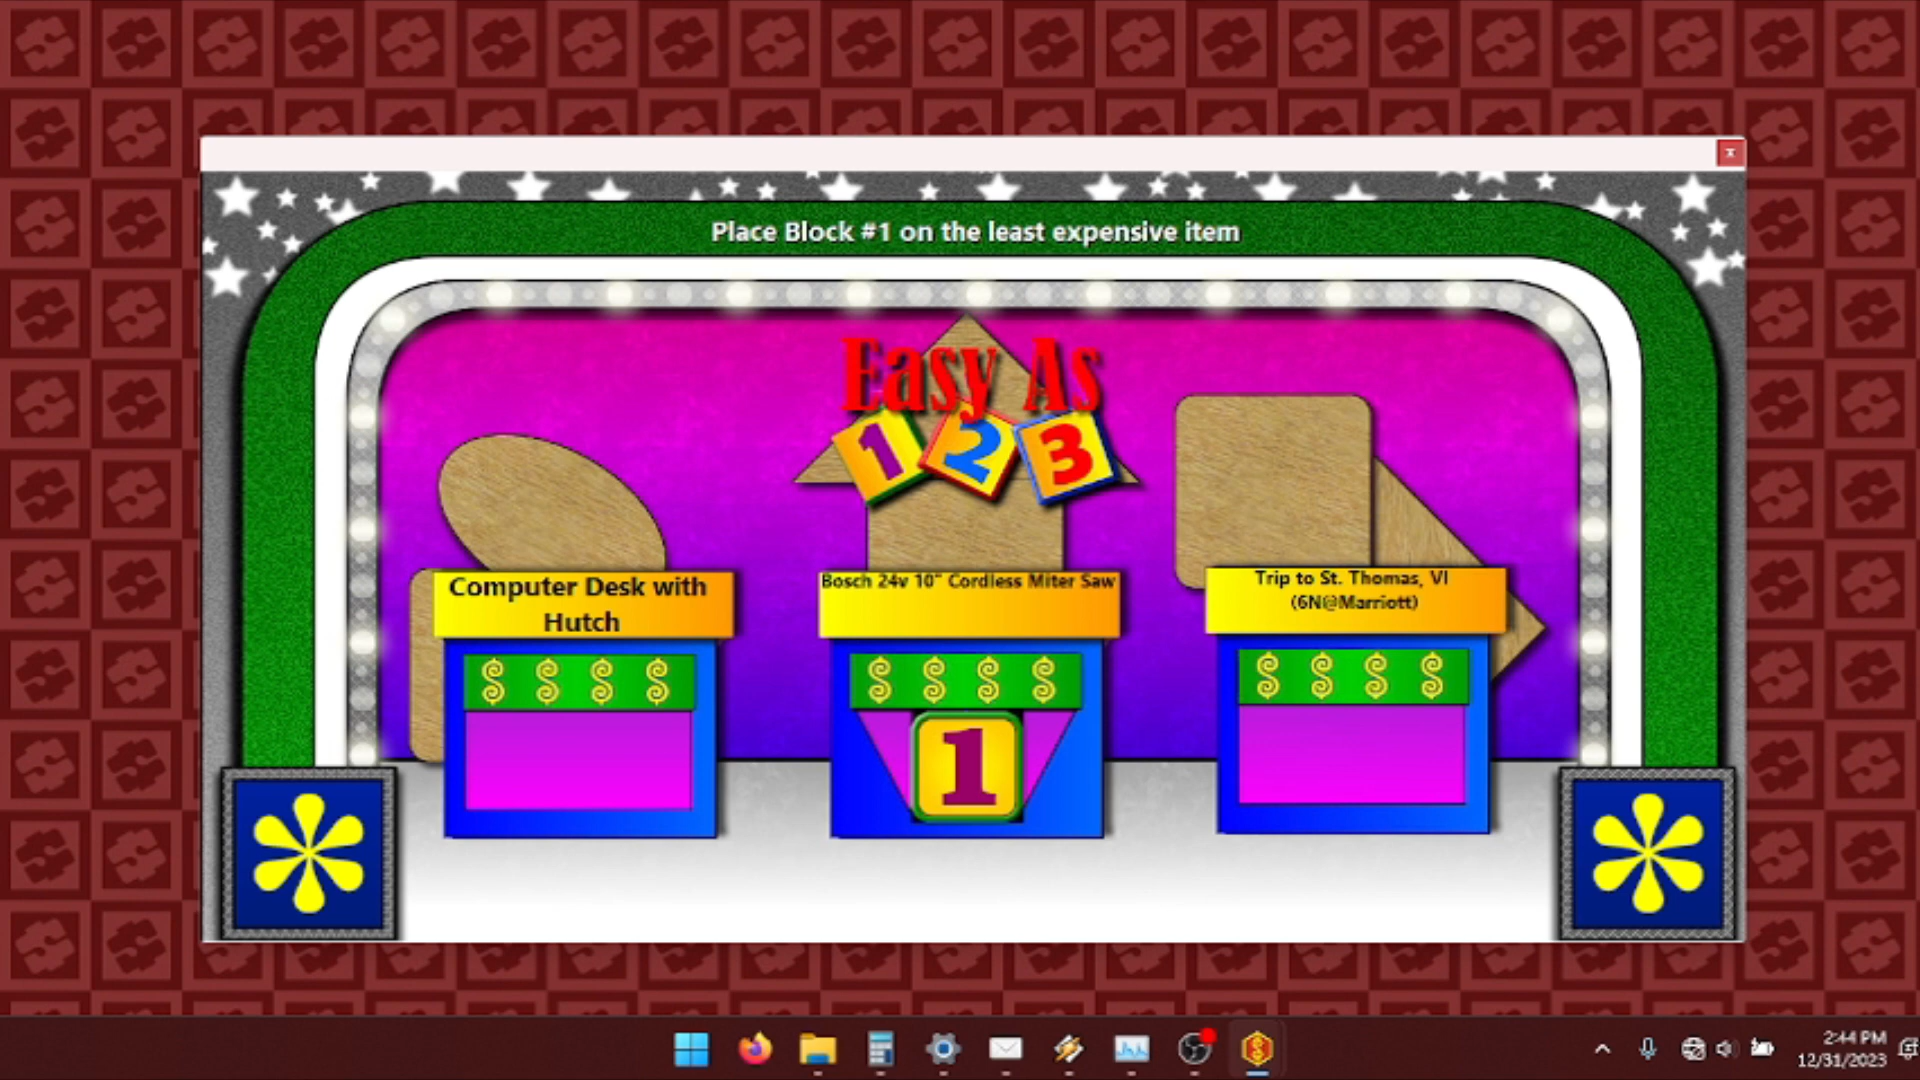 Place Block #1 on the least expensive item
Easy As
1 2 3
Computer Desk with
Hutch
Bosch 24v 10" Cordless Miter Saw
Trip to St. Thomas, VI
(6N@Marriott)
$ $ $ $
$ $ $ $
$ $ $ $
1
2:44 PM
12/31/2023